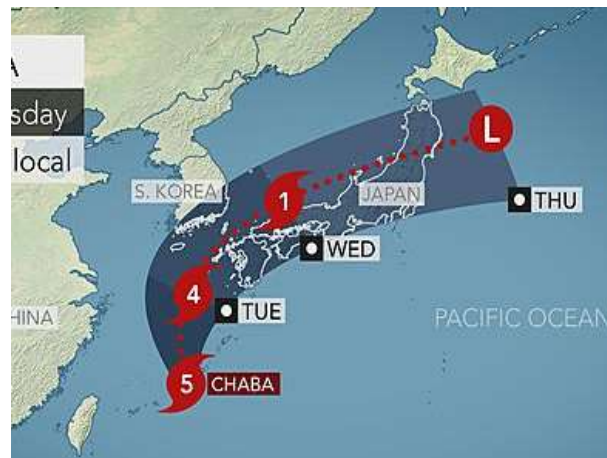 A
sday
local
S. KOREA
1
JAPAN
L
THU
WED
4
TUE
HINA
PACIFIC OCEAN
5 CHABA